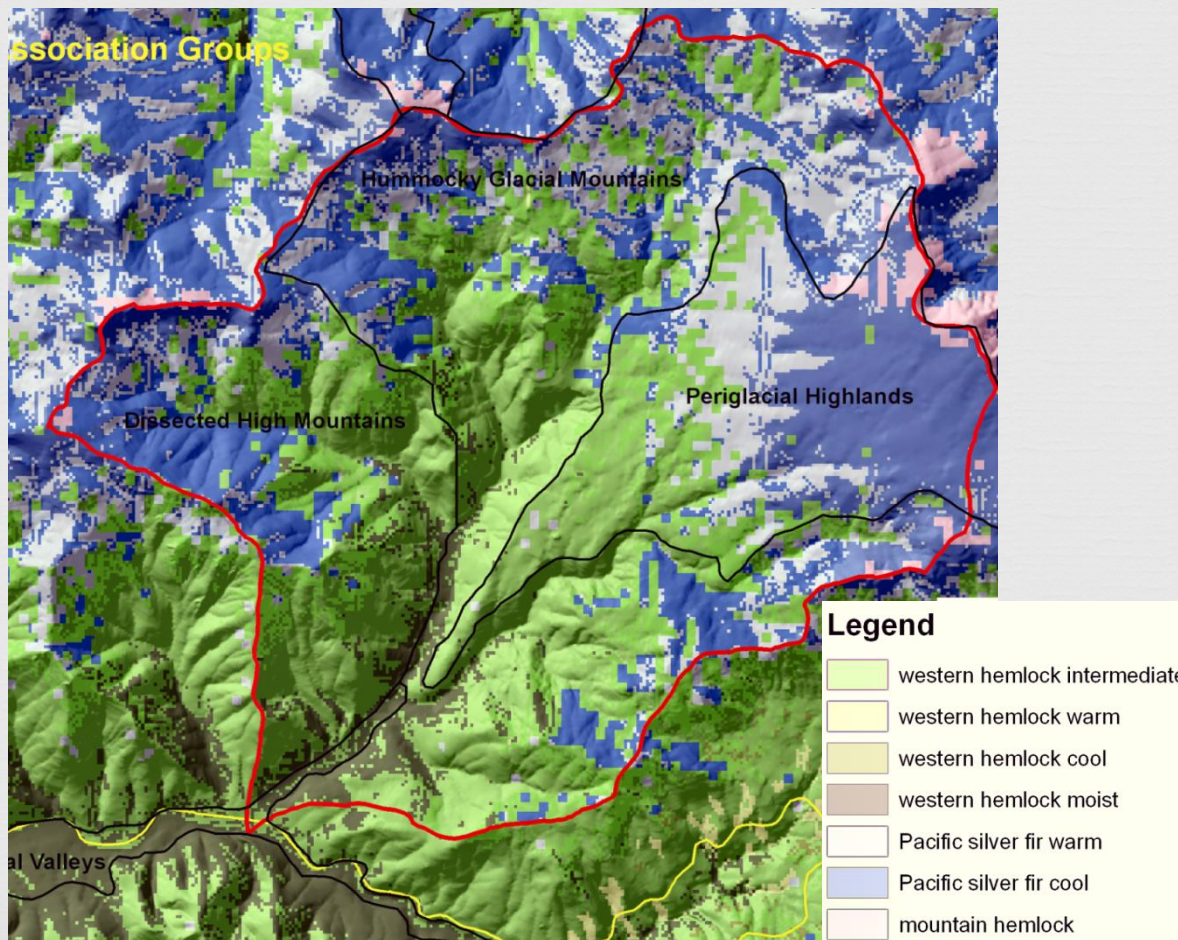 ssociation Groups
Hummocky Glacial Mountains
Periglacial Highlands
Dissected High Mountains
al Valleys
Legend
western hemlock intermediate
western hemlock warm
western hemlock cool
western hemlock moist
Pacific silver fir warm
Pacific silver fir cool
mountain hemlock